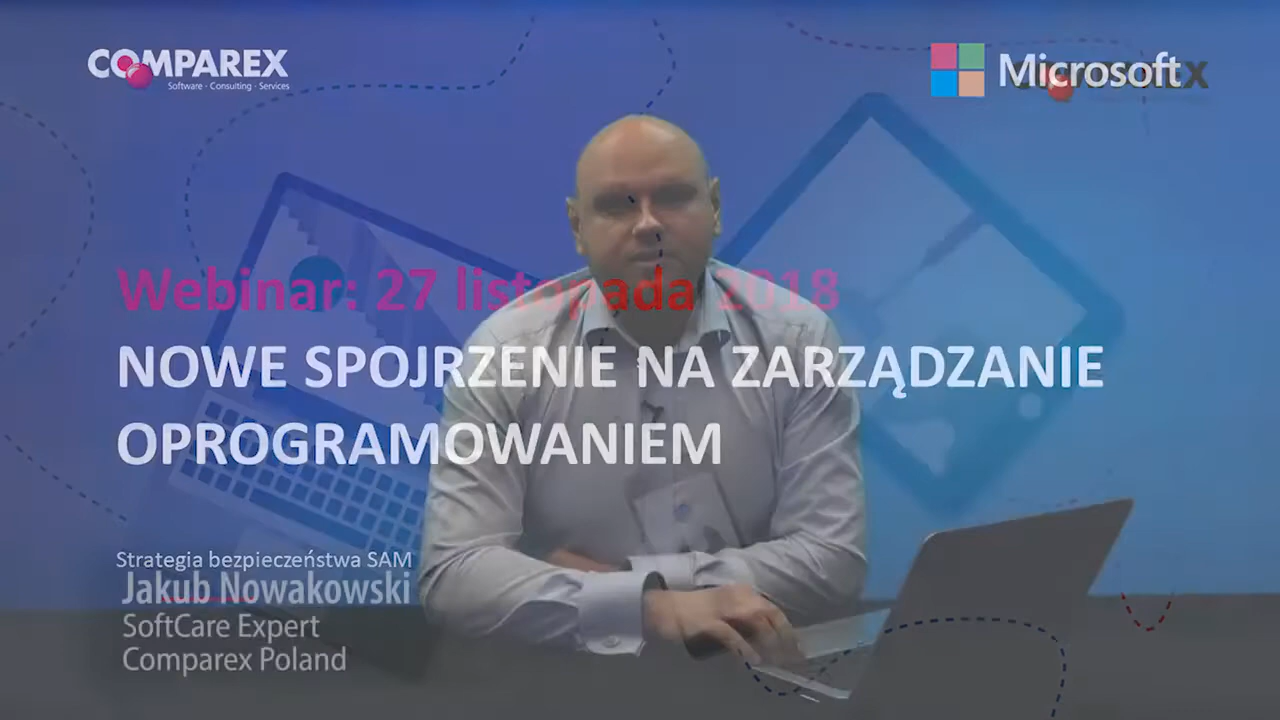 COMPAREX
Software · Consulting · Services
Microsoft
Webinar: 27 listopada 2018
NOWE SPOJRZENIE NA ZARZĄDZANIE
OPROGRAMOWANIEM
Strategia bezpieczeństwa SAM
Jakub Nowakowski
SoftCare Expert
Comparex Poland